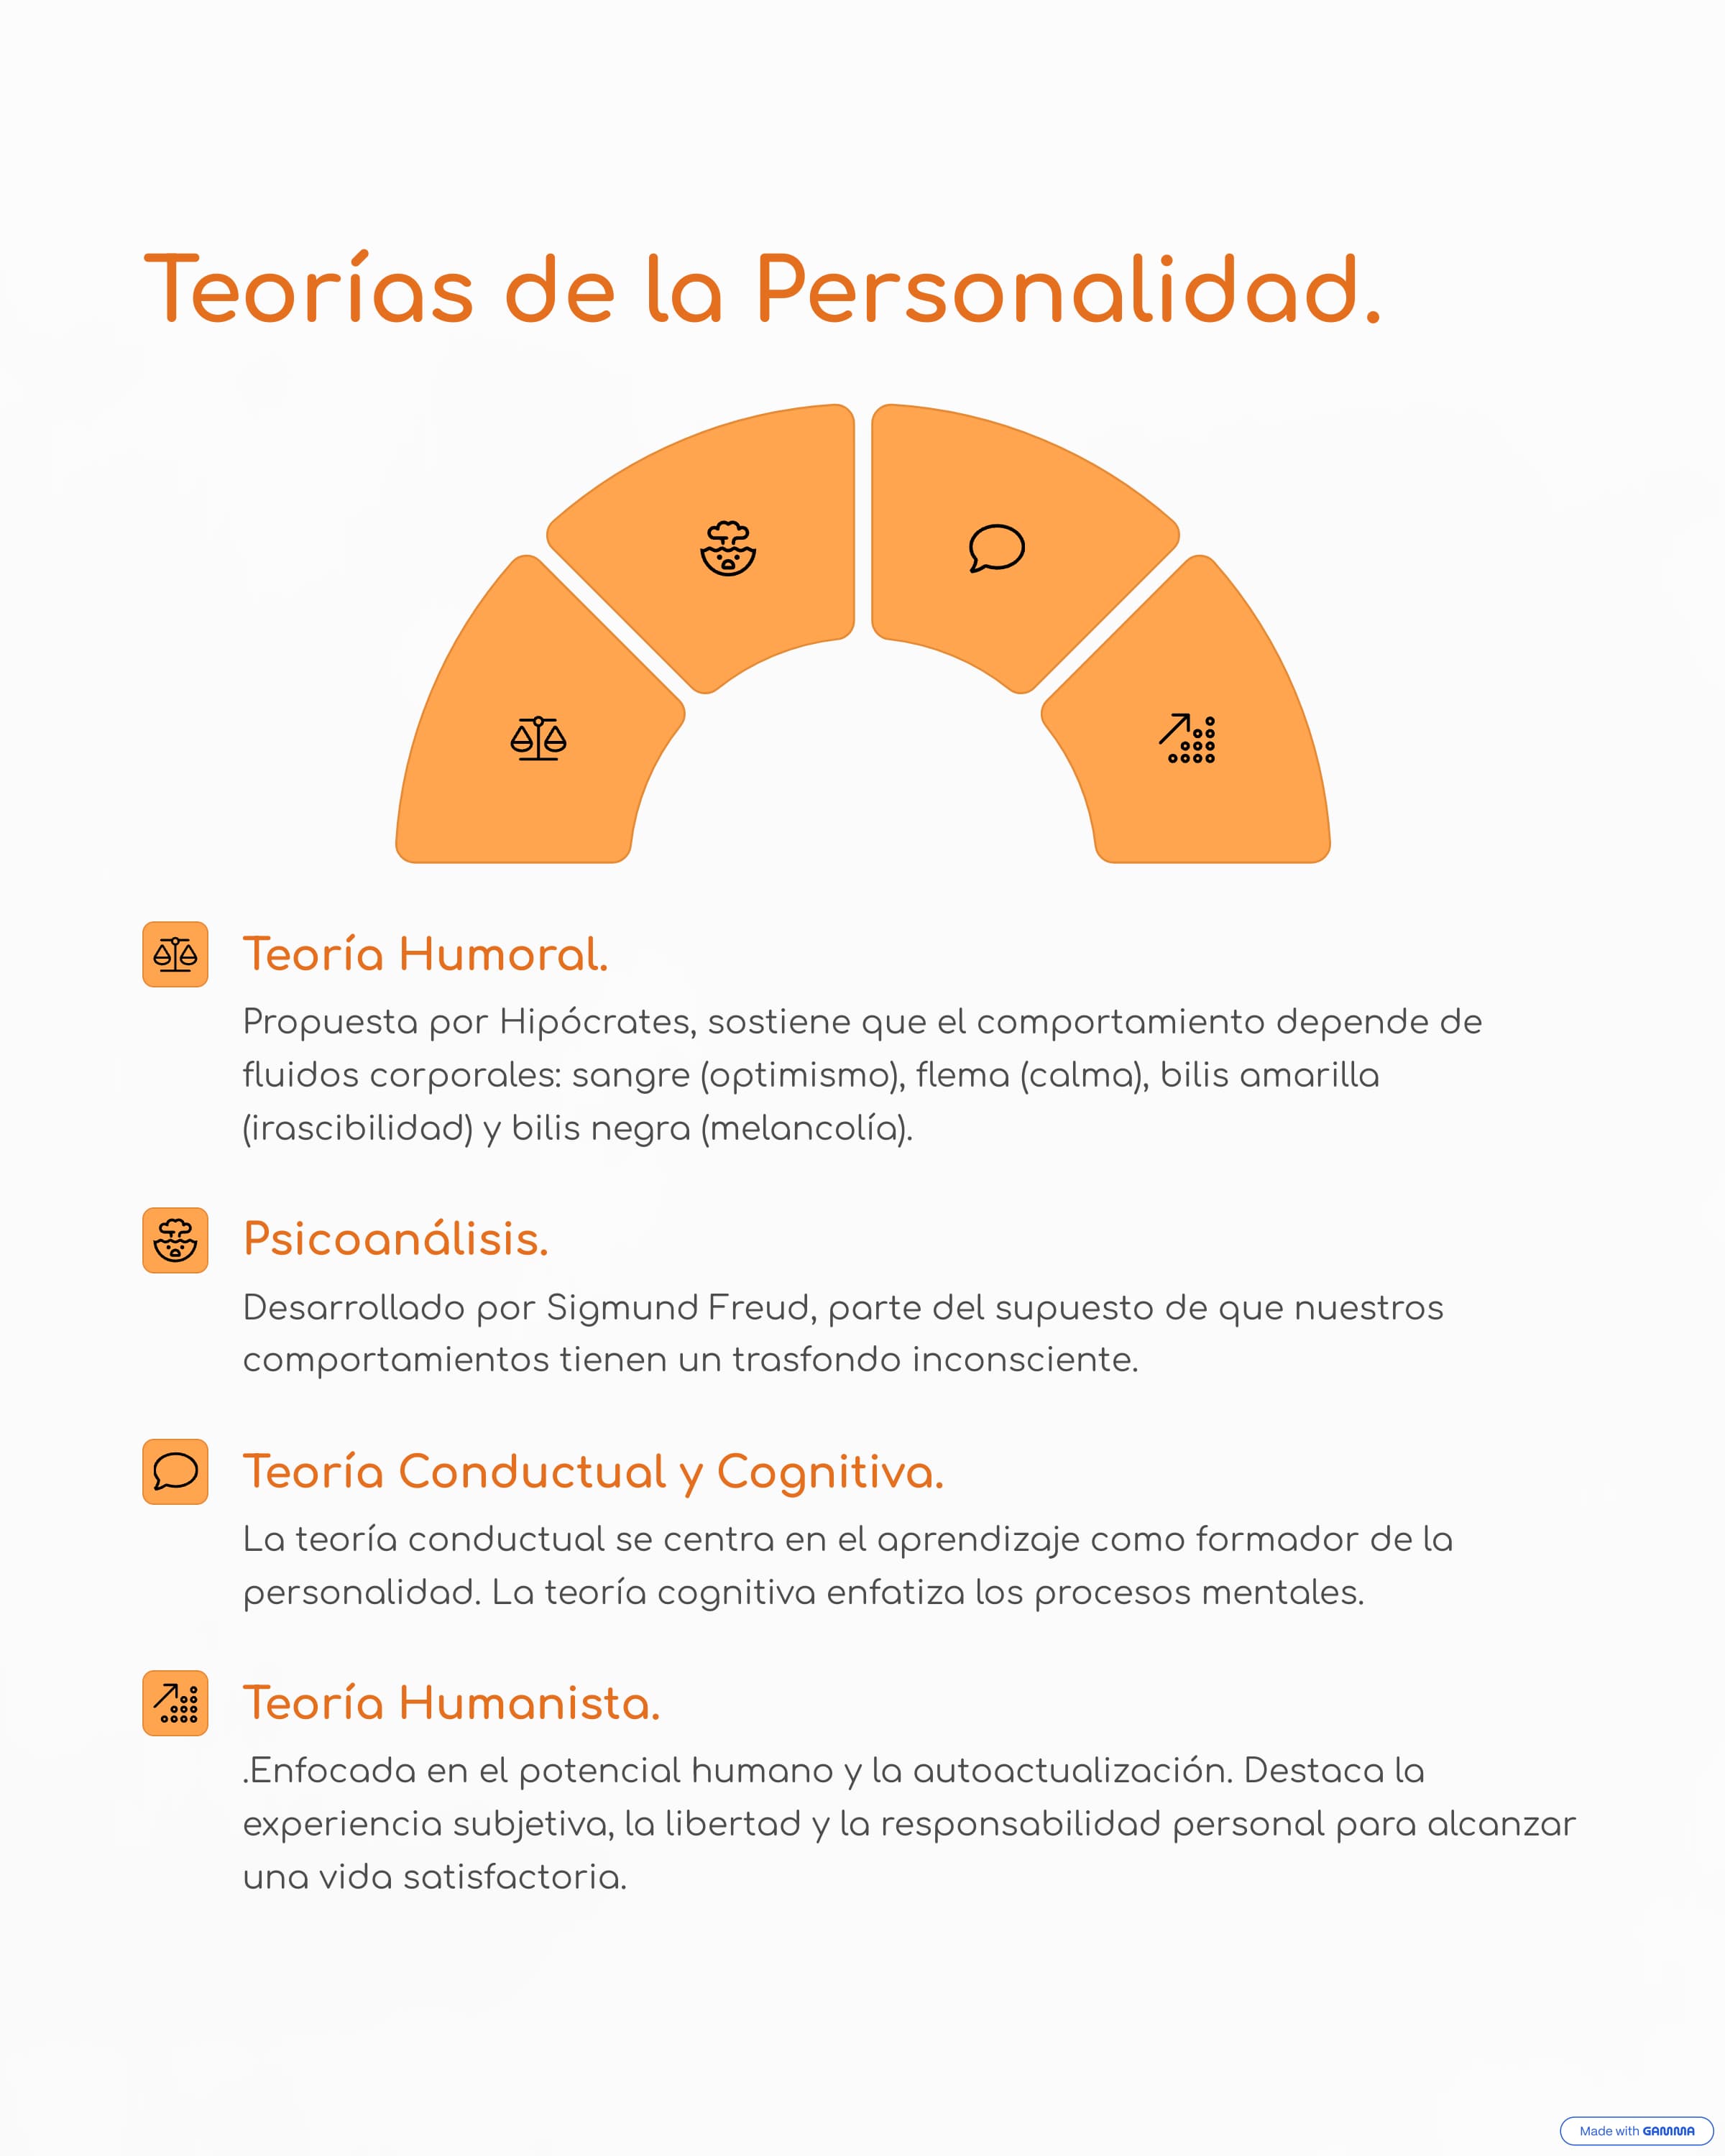 Teorías de la Personalidad.
Teoría Humoral.
Propuesta por Hipócrates, sostiene que el comportamiento depende de
fluidos corporales: sangre (optimismo), flema (calma), bilis amarilla
(irascibilidad) y bilis negra (melancolía).
Psicoanálisis.
Desarrollado por Sigmund Freud, parte del supuesto de que nuestros
comportamientos tienen un trasfondo inconsciente.
Teoría Conductual y Cognitiva.
La teoría conductual se centra en el aprendizaje como formador de la
personalidad. La teoría cognitiva enfatiza los procesos mentales.
Teoría Humanista.
.Enfocada en el potencial humano y la autoactualización. Destaca la
experiencia subjetiva, la libertad y la responsabilidad personal para alcanzar
una vida satisfactoria.
Made with GAMMA